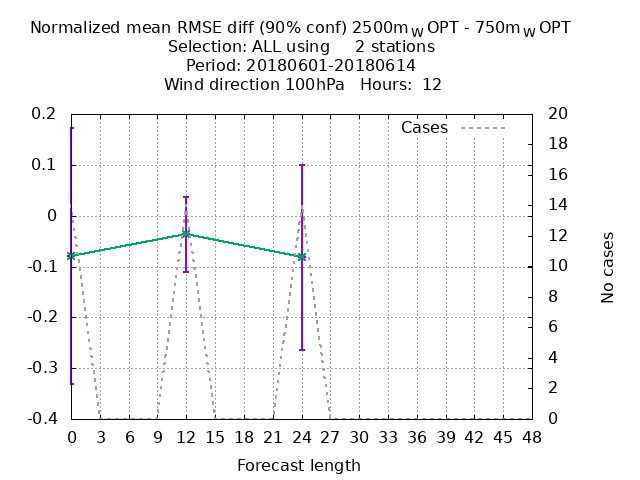 Normalized mean RMSE diff (90% conf) 2500m W OPT - 750m W OPT
Selection: ALL using     2 stations
Period: 20180601-20180614
Wind direction 100hPa   Hours:  12
Cases
0.2
0.1
0
-0.1
-0.2
-0.3
-0.4
20
18
16
14
12
10
8
6
4
2
0
No cases
0 3 6 9 12 15 18 21 24 27 30 33 36 39 42 45 48
Forecast length